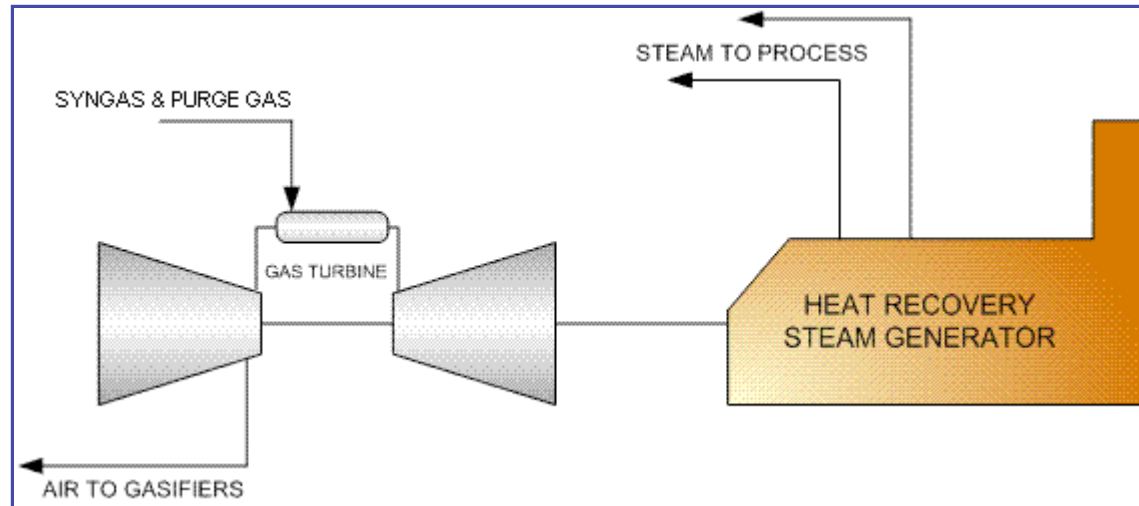 STEAM TO PROCESS
SYNGAS & PURGE GAS
GAS TURBINE
HEAT RECOVERY
STEAM GENERATOR
AIR TO GASIFIERS